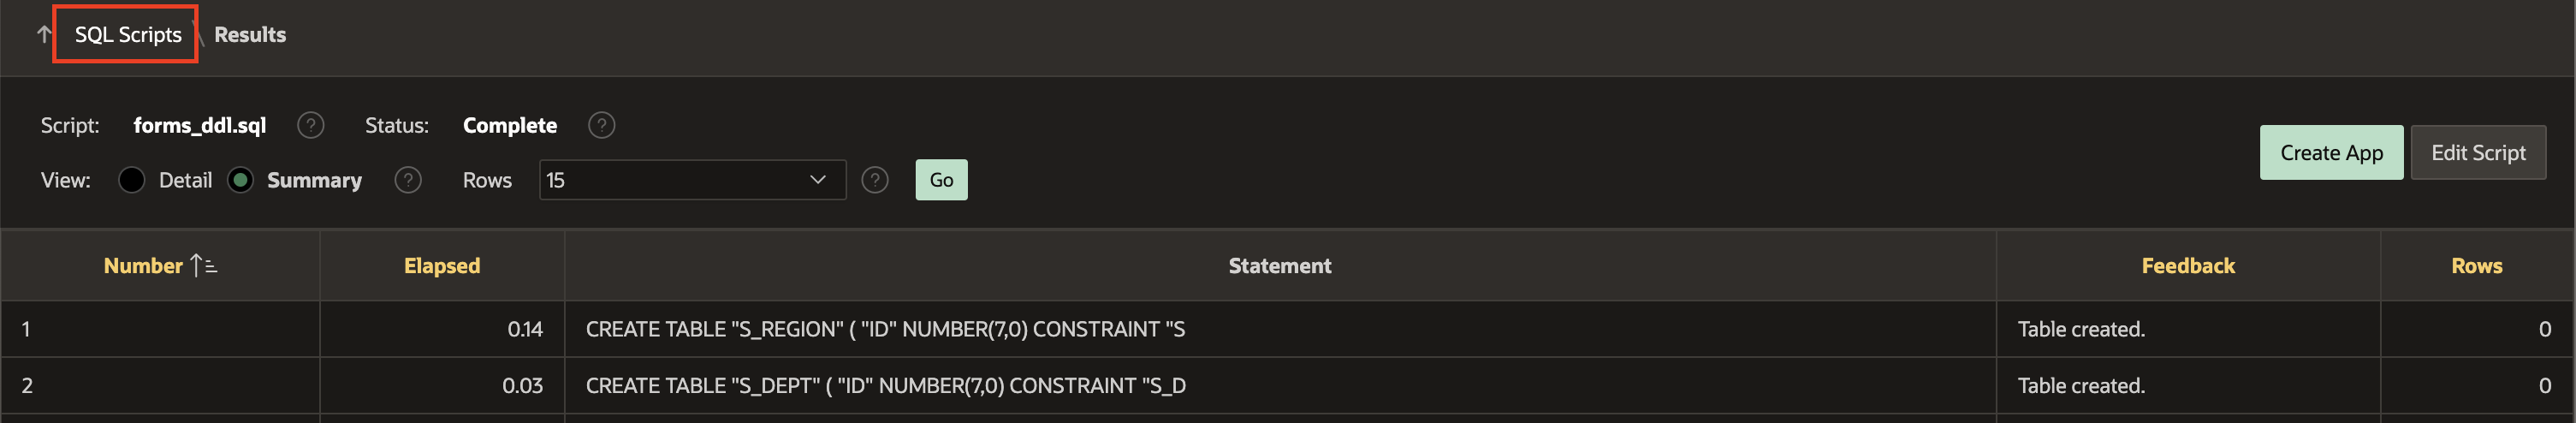 SQL Scripts \ Results
Script: forms_ddl.sql ? Status: Complete ?
View: Detail Summary ? Rows 15 ? Go
Create App Edit Script
Number Elapsed Statement Feedback Rows
1 0.14 CREATE TABLE "S_REGION" ( "ID" NUMBER(7,0) CONSTRAINT "S Table created. 0
2 0.03 CREATE TABLE "S_DEPT" ( "ID" NUMBER(7,0) CONSTRAINT "S_D Table created. 0